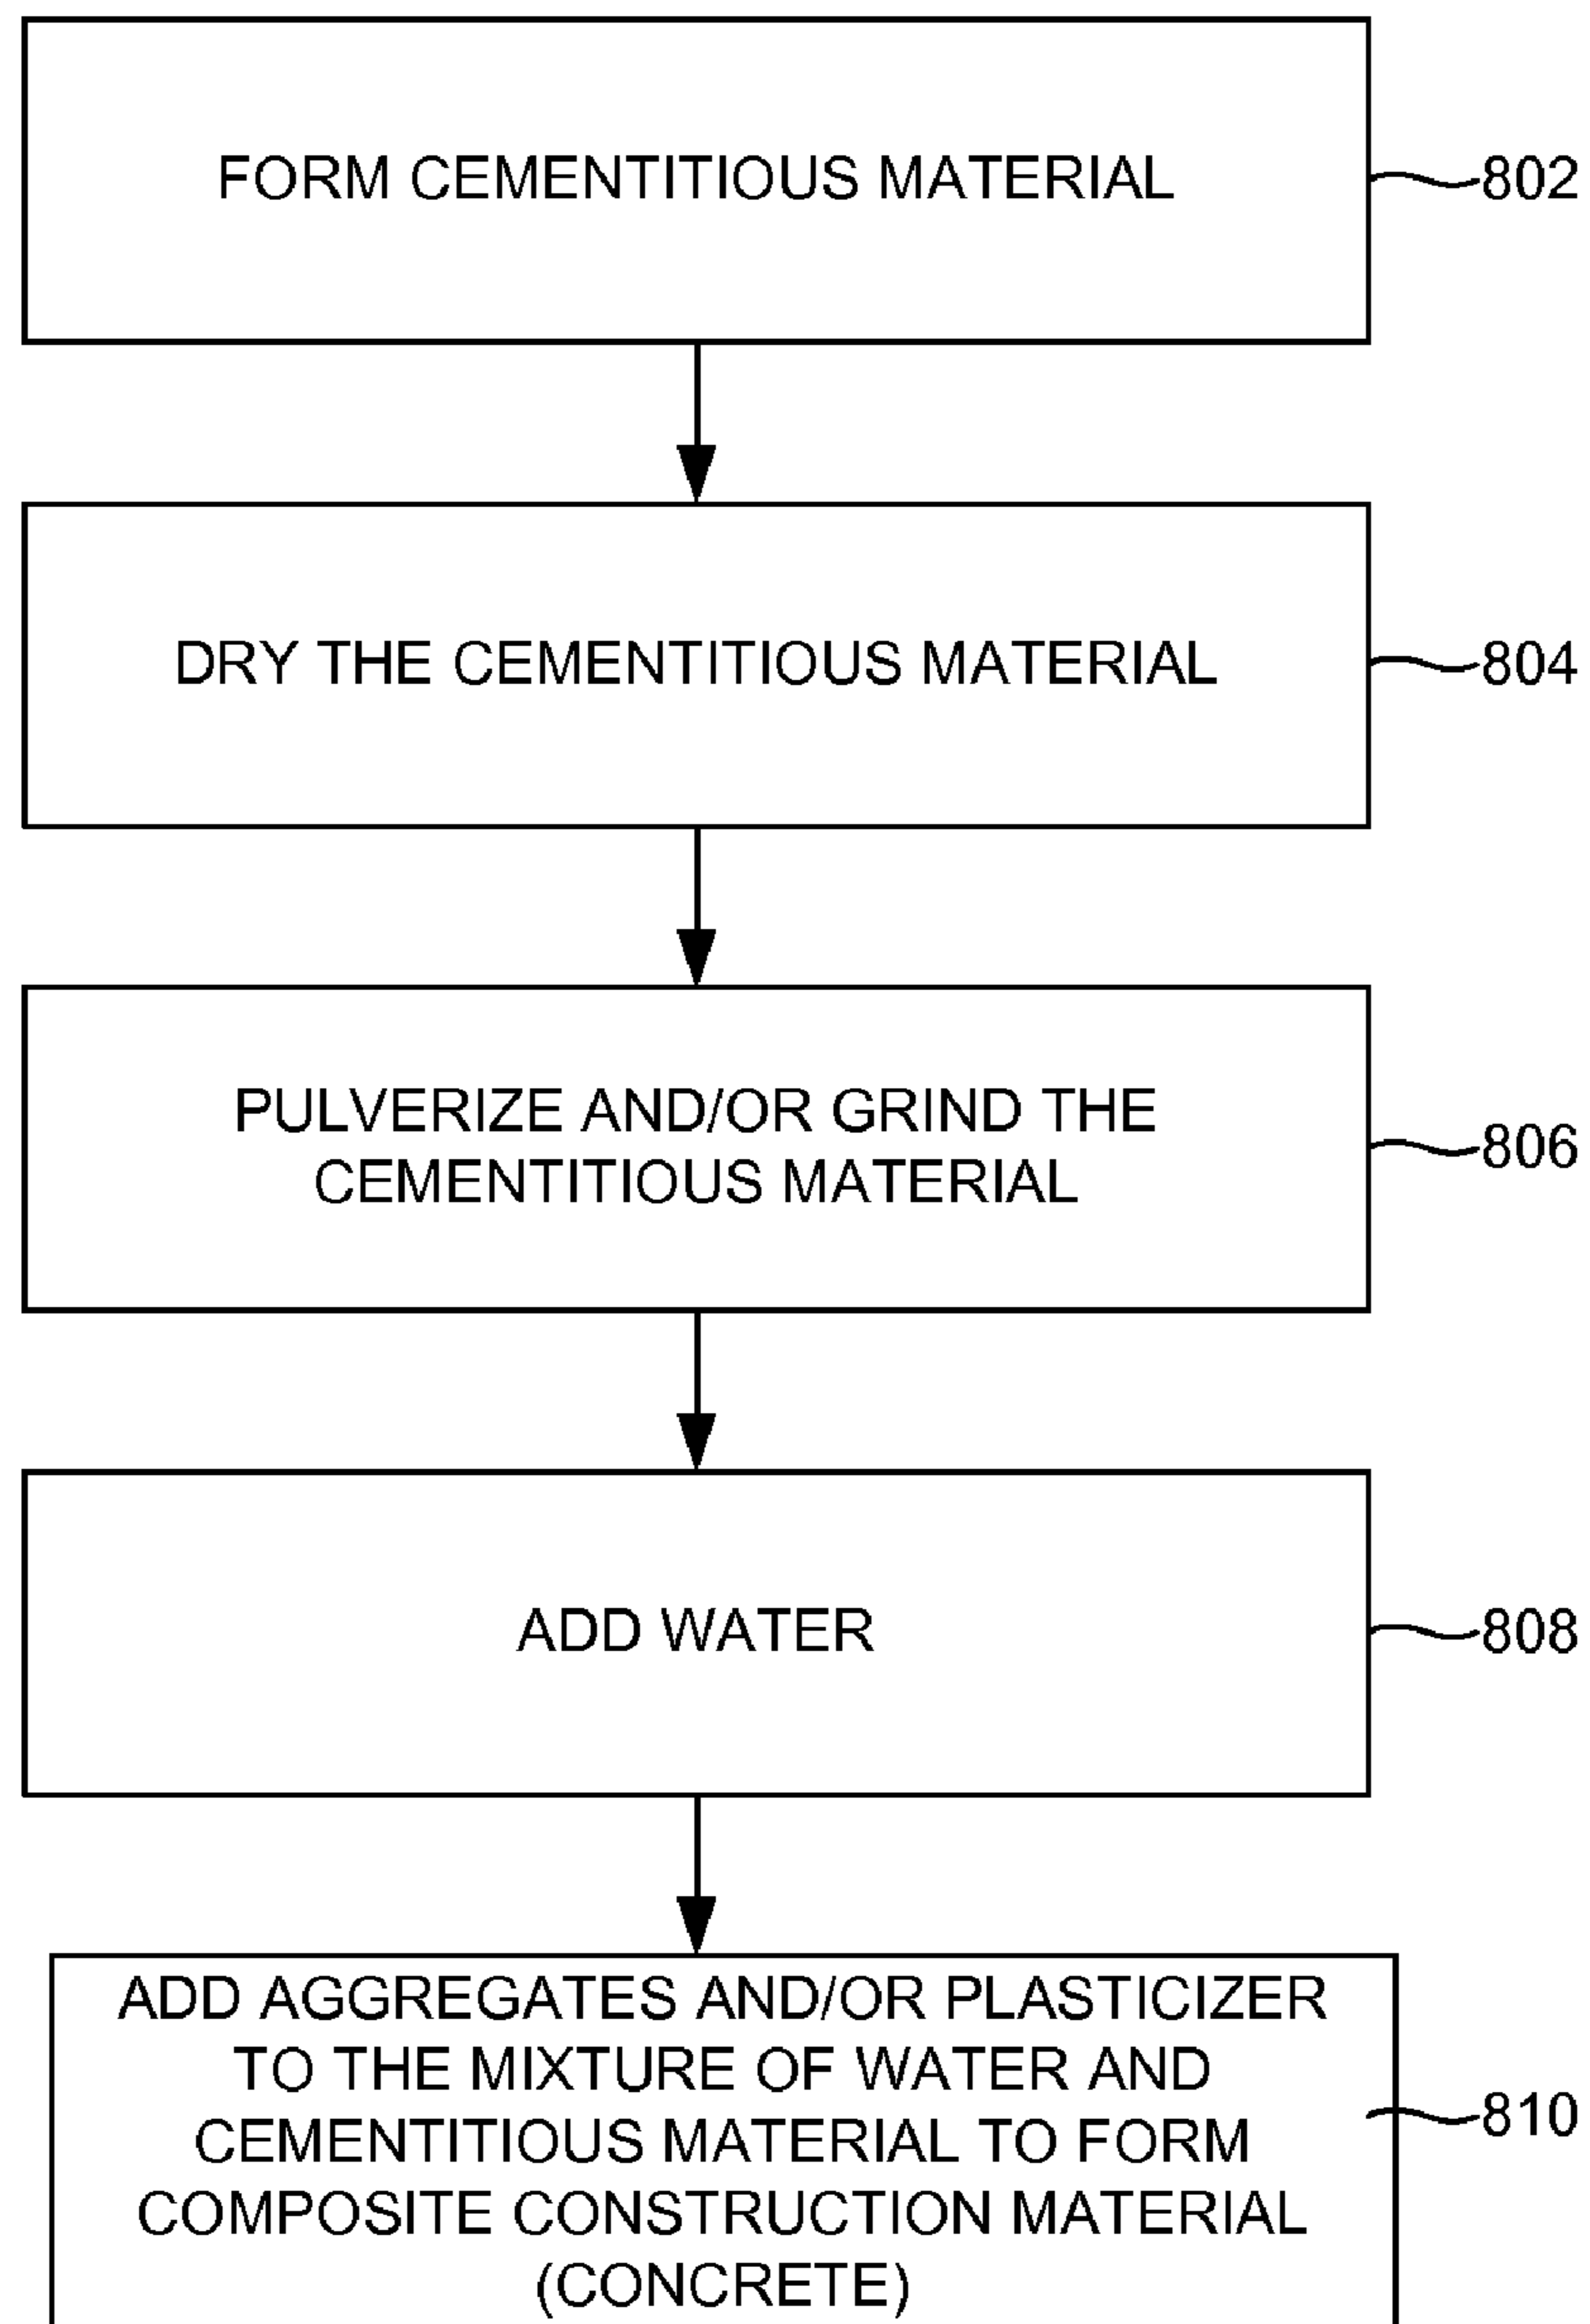 FORM CEMENTITIOUS MATERIAL
802
DRY THE CEMENTITIOUS MATERIAL
804
PULVERIZE AND/OR GRIND THE
CEMENTITIOUS MATERIAL
806
ADD WATER
808
ADD AGGREGATES AND/OR PLASTICIZER
TO THE MIXTURE OF WATER AND
CEMENTITIOUS MATERIAL TO FORM
COMPOSITE CONSTRUCTION MATERIAL
(CONCRETE)
810